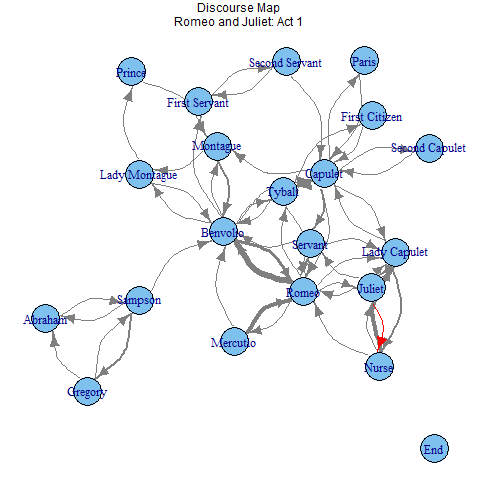 Discourse Map
Romeo and Juliet: Act 1
Second Servant
Paris
Prince
First Servant
First Citizen
Montague
Second Capulet
Capulet
Lady Montague
Tybalt
Benvolio
Servant
Lady Capulet
Romeo
Juliet
Sampson
Abraham
Mercutio
Nurse
Gregory
End